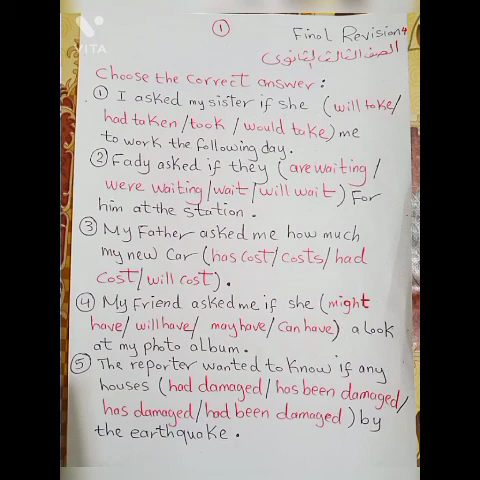 1
Final Revision 4
الصف الثالث الثانوى
VITA
Choose the correct answer :
1 I asked my sister if she (will take/
had taken/took/would take) me
to work the following day.
2 Fady asked if they (are waiting/
were waiting/wait/will wait) For
him at the station.
3 My Father asked me how much
my new car (has cost/costs/had
cost/will cost).
4 My Friend asked me if she (might
have/will have/may have/can have) a look
at my photo album.
5 The reporter wanted to know if any
houses (had damaged/has been damaged/
has damaged/had been damaged) by
the earthquake.